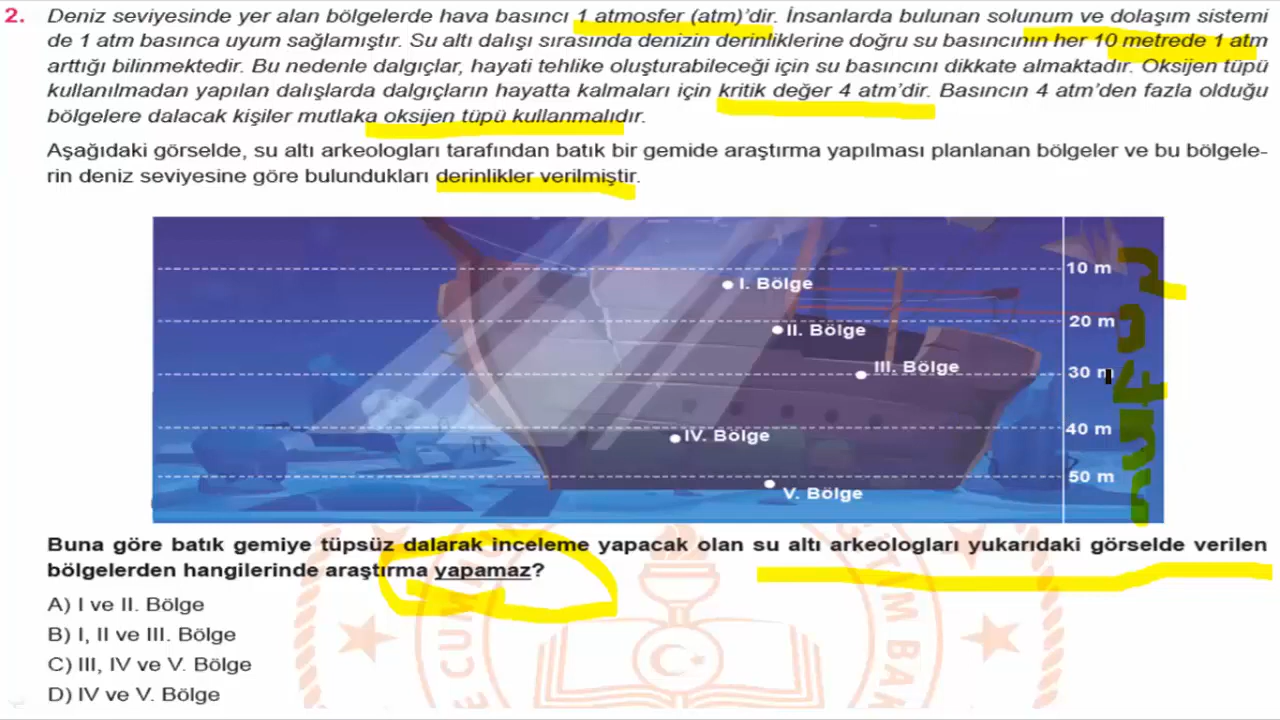 2. Deniz seviyesinde yer alan bölgelerde hava basıncı 1 atmosfer (atm)'dir. İnsanlarda bulunan solunum ve dolaşım sistemi
de 1 atm basınca uyum sağlamıştır. Su altı dalışı sırasında denizin derinliklerine doğru su basıncının her 10 metrede 1 atm
arttığı bilinmektedir. Bu nedenle dalgıçlar, hayati tehlike oluşturabileceği için su basıncını dikkate almaktadır. Oksijen tüpü
kullanılmadan yapılan dalışlarda dalgıçların hayatta kalmaları için kritik değer 4 atm'dir. Basıncın 4 atm'den fazla olduğu
bölgelere dalacak kişiler mutlaka oksijen tüpü kullanmalıdır.
Aşağıdaki görselde, su altı arkeologları tarafından batık bir gemide araştırma yapılması planlanan bölgeler ve bu bölgele-
rin deniz seviyesine göre bulundukları derinlikler verilmiştir.
10 m
I. Bölge
20 m
II. Bölge
III. Bölge
30 m
IV. Bölge
40 m
50 m
V. Bölge
Buna göre batık gemiye tüpsüz dalarak inceleme yapacak olan su altı arkeologları yukarıdaki görselde verilen
bölgelerden hangilerinde araştırma yapamaz?
A) I ve II. Bölge
B) I, II ve III. Bölge
C) III, IV ve V. Bölge
D) IV ve V. Bölge